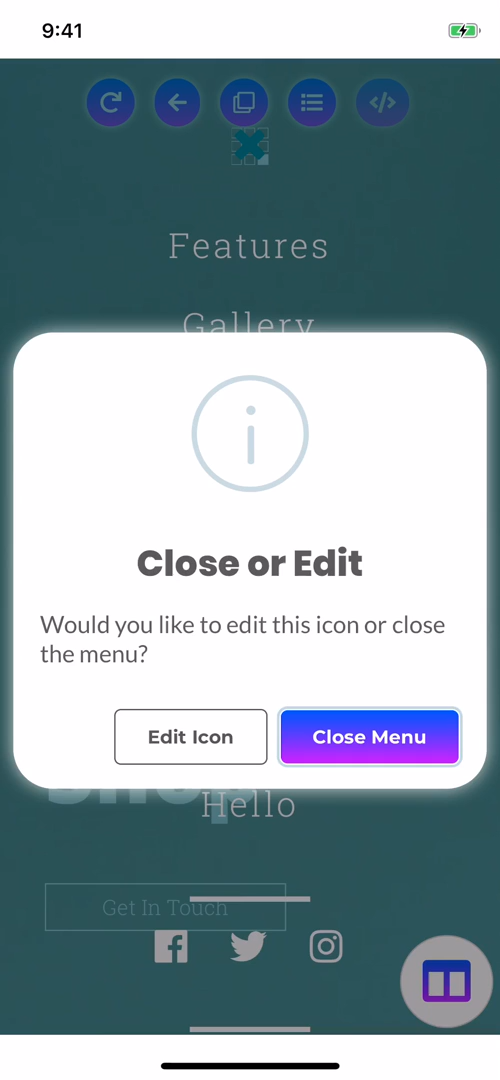 9:41
Features
Gallery
Close or Edit
Would you like to edit this icon or close
the menu?
Edit Icon
Close Menu
Shop
Hello
Get In Touch